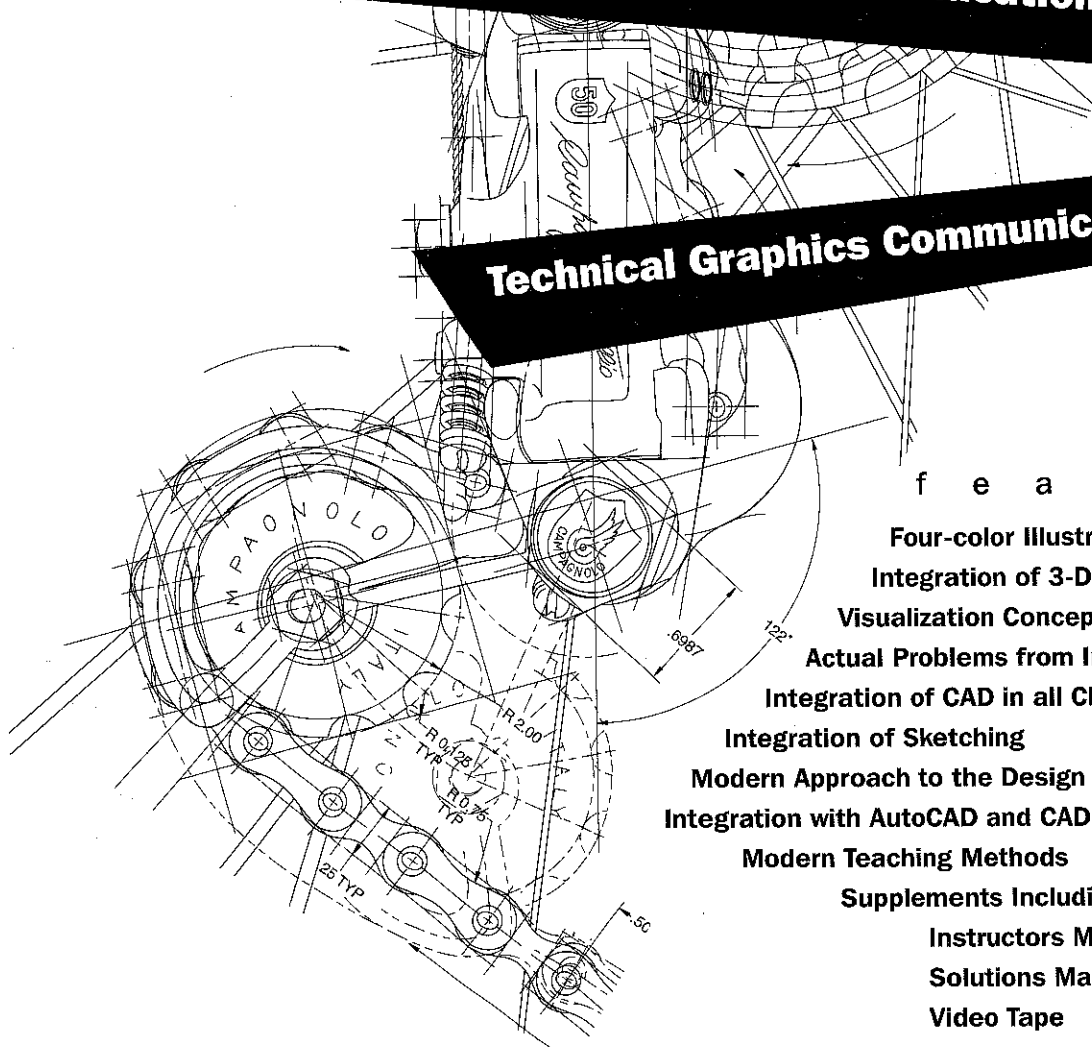 50
Technical Graphics Communic
f e a
Four-color Illustr
Integration of 3-D
Visualization Concep
Actual Problems from I
Integration of CAD in all C
Integration of Sketching
Modern Approach to the Design
Integration with AutoCAD and CAD
Modern Teaching Methods
Supplements Includi
Instructors M
Solutions Ma
Video Tape
AMPAGNOLO
ITALY
CAMPAGNOLO
.6987
122°
R 2.00
R 0.125
TYP
R 0.75
TYP
.25 TYP
.50